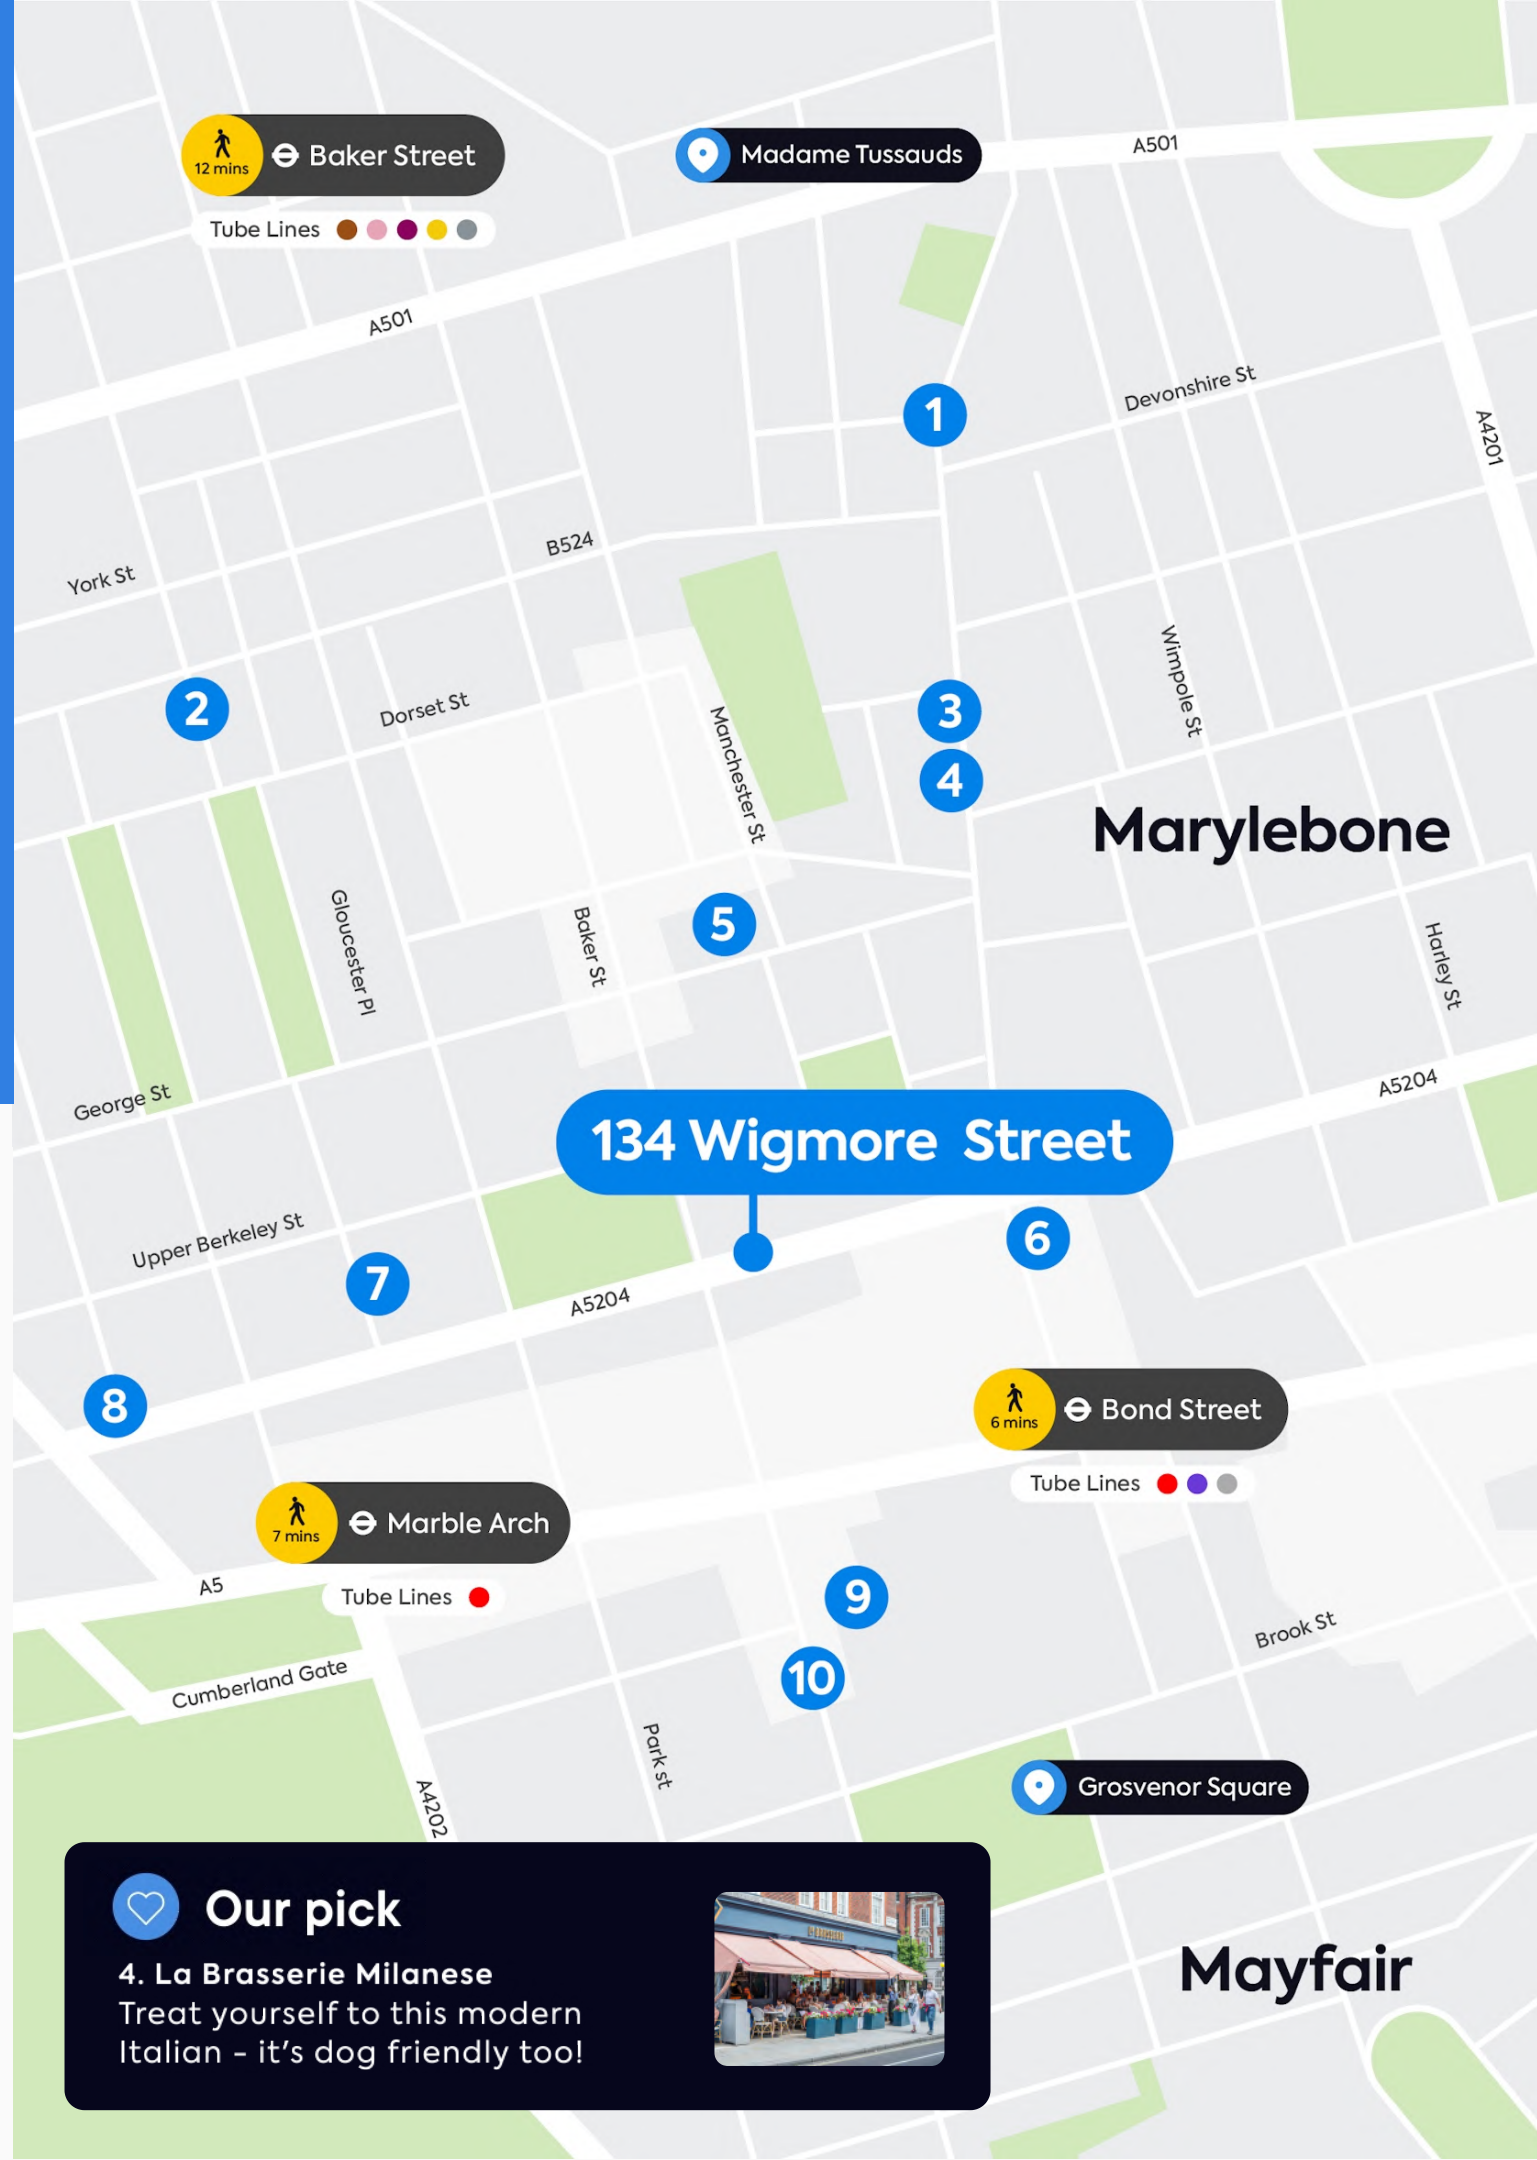 12 mins
Baker Street
Tube Lines
Madame Tussauds
A501
A501
Devonshire St
A4201
1
B524
York St
Wimpole St
2
Dorset St
3
Manchester St
4
Marylebone
Gloucester Pl
Baker St
5
Harley St
George St
A5204
134 Wigmore Street
Upper Berkeley St
6
7
A5204
8
6 mins
Bond Street
Tube Lines
7 mins
Marble Arch
Tube Lines
A5
9
Brook St
10
Cumberland Gate
Park st
A4202
Grosvenor Square
Our pick
4. La Brasserie Milanese
Treat yourself to this modern
Italian - it's dog friendly too!
Mayfair